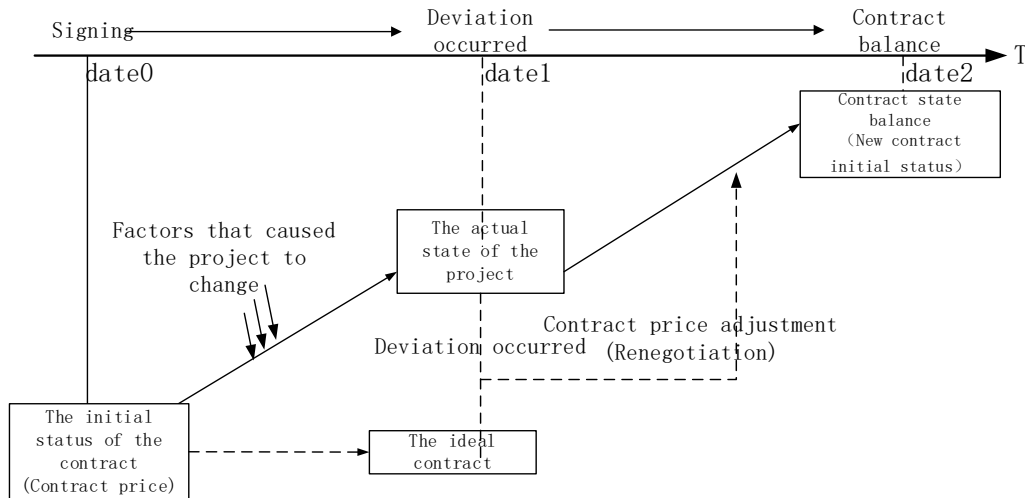 Signing
Deviation
occurred
Contract
balance
T
date0
date1
date2
Contract state
balance
（New contract
initial status）
Factors that caused
the project to
change
The actual
state of the
project
Contract price adjustment
(Renegotiation)
Deviation occurred
The initial
status of the
contract
(Contract price)
The ideal
contract